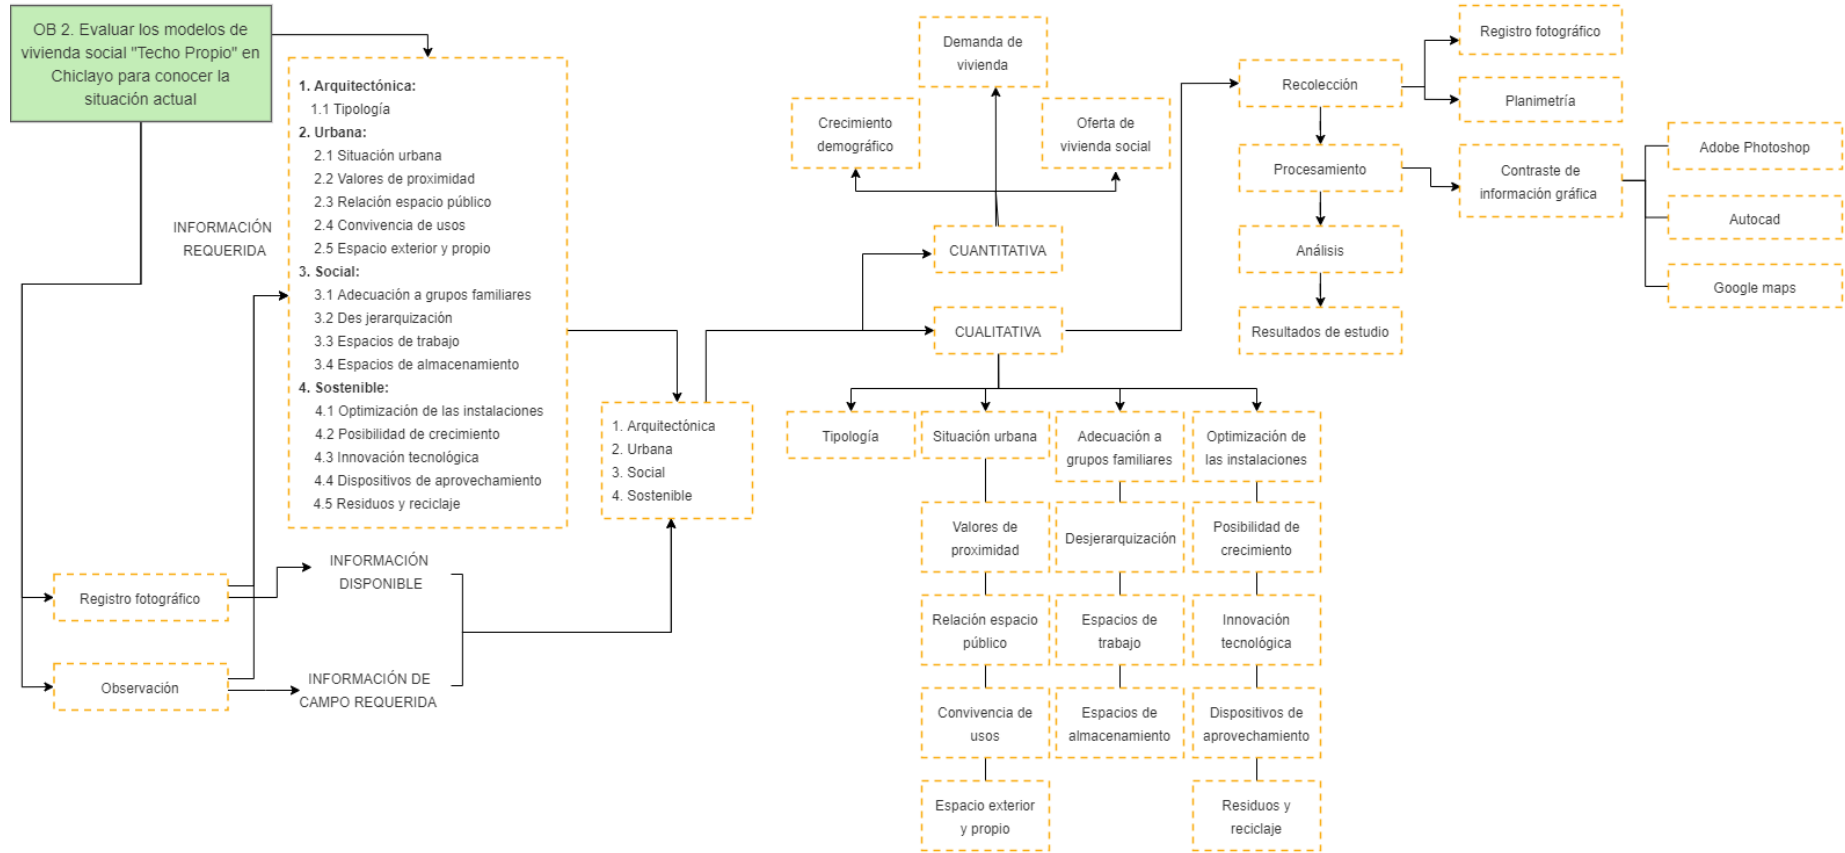 OB 2. Evaluar los modelos de
vivienda social "Techo Propio" en
Chiclayo para conocer la
situación actual
INFORMACIÓN
REQUERIDA
1. Arquitectónica:
1.1 Tipología
2. Urbana:
2.1 Situación urbana
2.2 Valores de proximidad
2.3 Relación espacio público
2.4 Convivencia de usos
2.5 Espacio exterior y propio
3. Social:
3.1 Adecuación a grupos familiares
3.2 Des jerarquización
3.3 Espacios de trabajo
3.4 Espacios de almacenamiento
4. Sostenible:
4.1 Optimización de las instalaciones
4.2 Posibilidad de crecimiento
4.3 Innovación tecnológica
4.4 Dispositivos de aprovechamiento
4.5 Residuos y reciclaje
Registro fotográfico
Observación
INFORMACIÓN
DISPONIBLE
INFORMACIÓN DE
CAMPO REQUERIDA
1. Arquitectónica
2. Urbana
3. Social
4. Sostenible
Demanda de
vivienda
Crecimiento
demográfico
Oferta de
vivienda social
CUANTITATIVA
CUALITATIVA
Tipología
Situación urbana
Valores de
proximidad
Relación espacio
público
Convivencia de
usos
Espacio exterior
y propio
Adecuación a
grupos familiares
Desjerarquización
Espacios de
trabajo
Espacios de
almacenamiento
Optimización de
las instalaciones
Posibilidad de
crecimiento
Innovación
tecnológica
Dispositivos de
aprovechamiento
Residuos y
reciclaje
Recolección
Procesamiento
Análisis
Resultados de estudio
Registro fotográfico
Planimetría
Contraste de
información gráfica
Adobe Photoshop
Autocad
Google maps